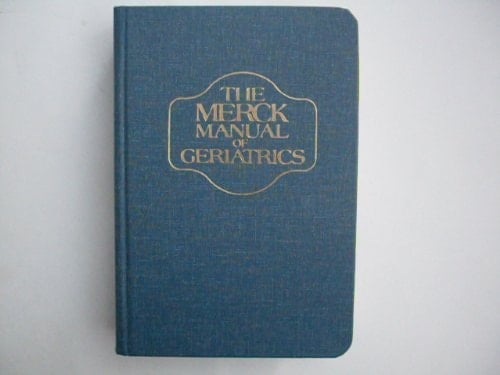 THE
MERCK
MANUAL
OF
GERIATRICS